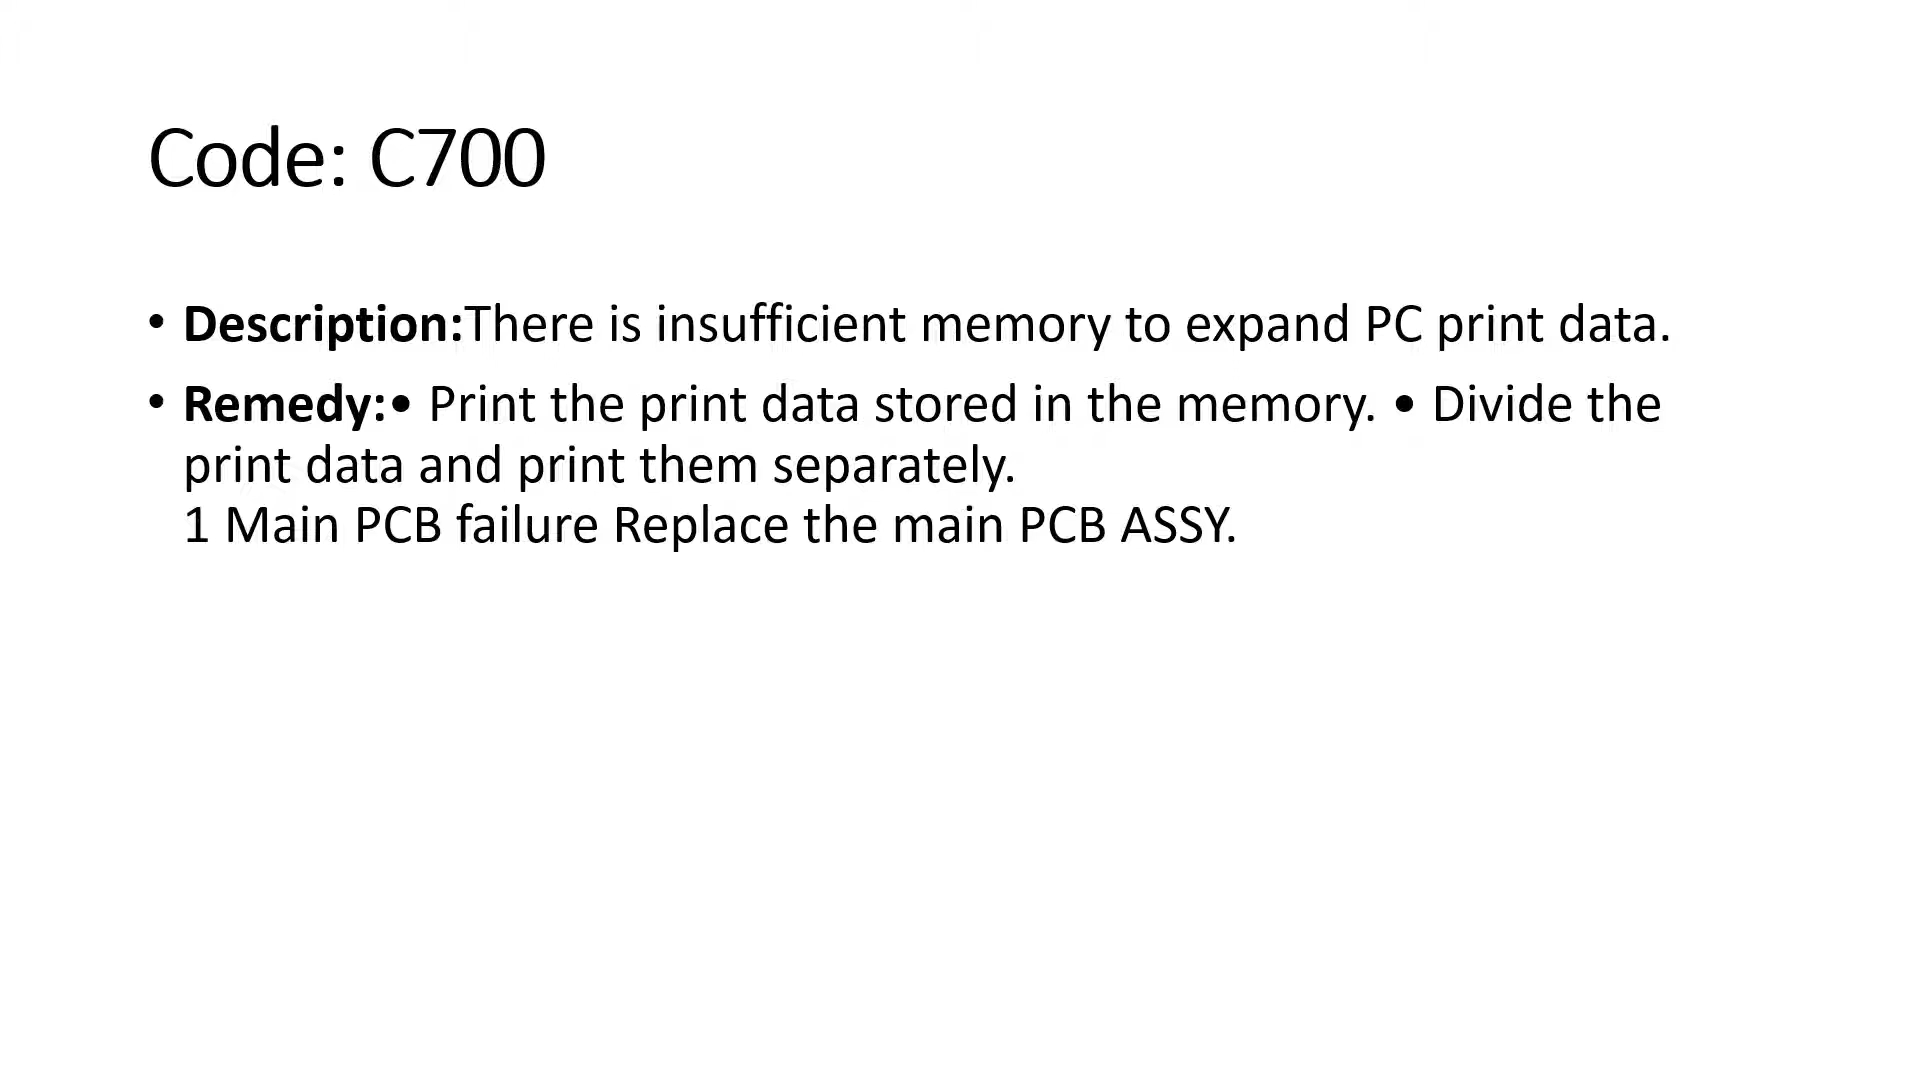 Code: C700
• Description:There is insufficient memory to expand PC print data.
• Remedy:• Print the print data stored in the memory. • Divide the
print data and print them separately.
1 Main PCB failure Replace the main PCB ASSY.